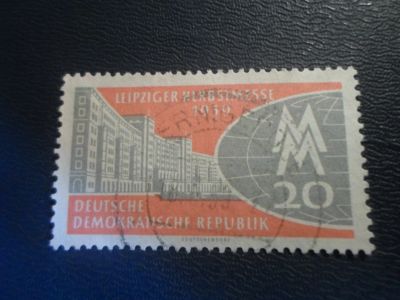 LEIPZIGER HERBSTMESSE
1959
MM
20
DEUTSCHE
DEMOKRATISCHE REPUBLIK